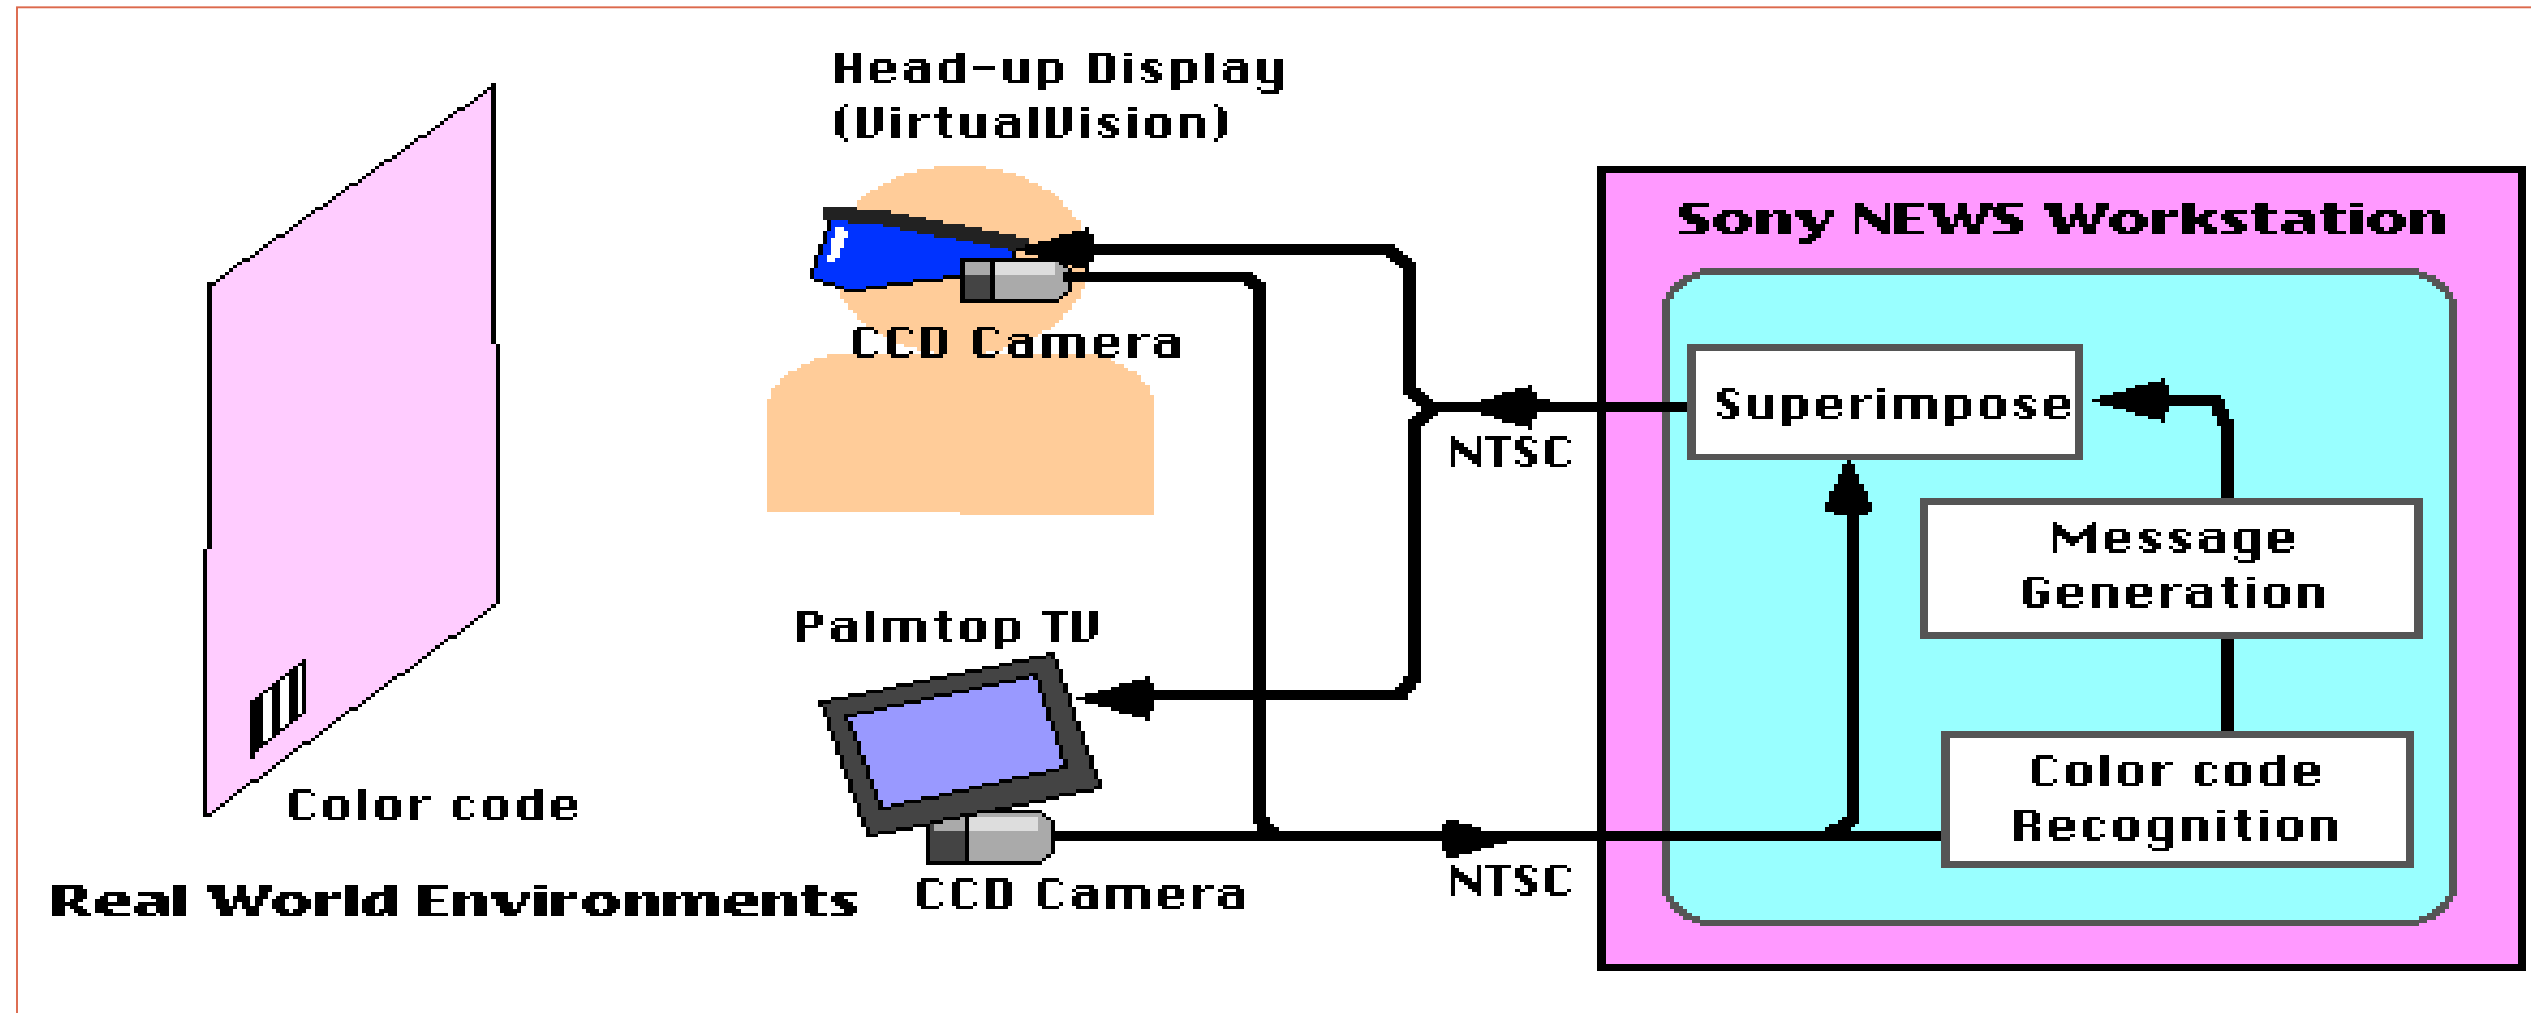 Head-up Display
(VirtualVision)
Sony NEWS Workstation
CCD Camera
Superimpose
NTSC
Message
Generation
Palmtop TV
Color code
Recognition
Color code
NTSC
CCD Camera
Real World Environments